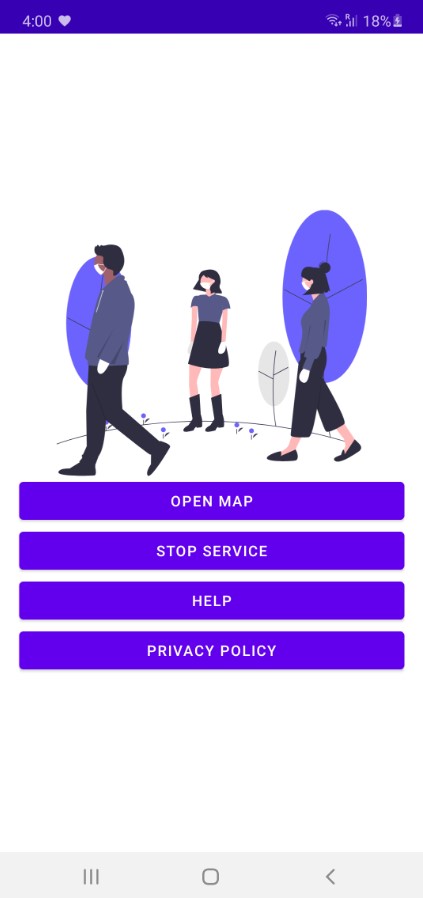 4:00
R
18%
OPEN MAP
STOP SERVICE
HELP
PRIVACY POLICY